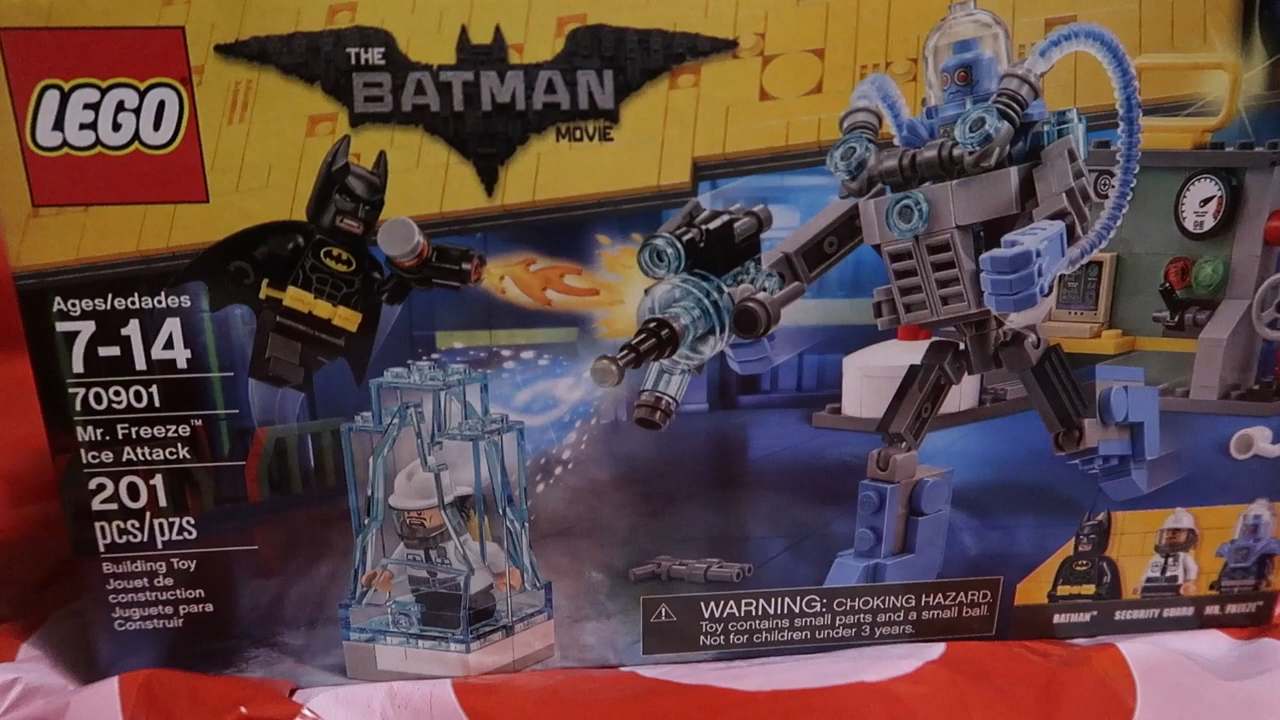 LEGO
THE
BATMAN
MOVIE
Ages/edades
7-14
70901
Mr. Freeze™
Ice Attack
201
pcs/pzs
Building Toy
Jouet de
construction
Juguete para
Construir
WARNING: CHOKING HAZARD.
Toy contains small parts and a small ball.
Not for children under 3 years.
BATMAN™ SECURITY GUARD MR. FREEZE™